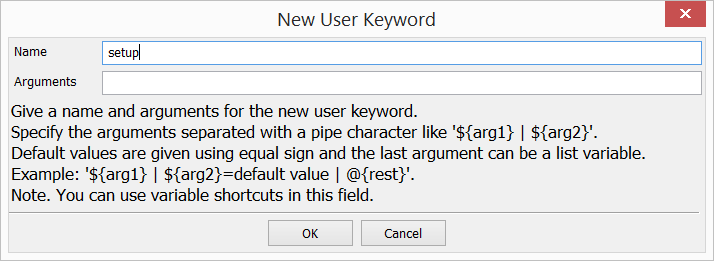 New User Keyword
Name setup
Arguments
Give a name and arguments for the new user keyword.
Specify the arguments separated with a pipe character like '${arg1} | ${arg2}'.
Default values are given using equal sign and the last argument can be a list variable.
Example: '${arg1} | ${arg2}=default value | @{rest}'.
Note. You can use variable shortcuts in this field.
OK Cancel